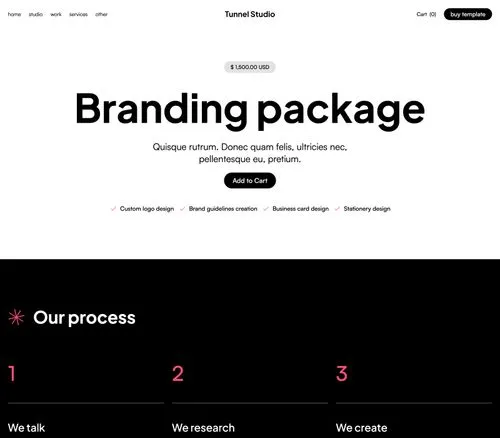 home studio work services other Tunnel Studio Cart (0) buy template
$ 1,500.00 USD
Branding package
Quisque rutrum. Donec quam felis, ultricies nec,
pellentesque eu, pretium.
Add to Cart
Custom logo design Brand guidelines creation Business card design Stationery design
Our process
1 2 3
We talk We research We create